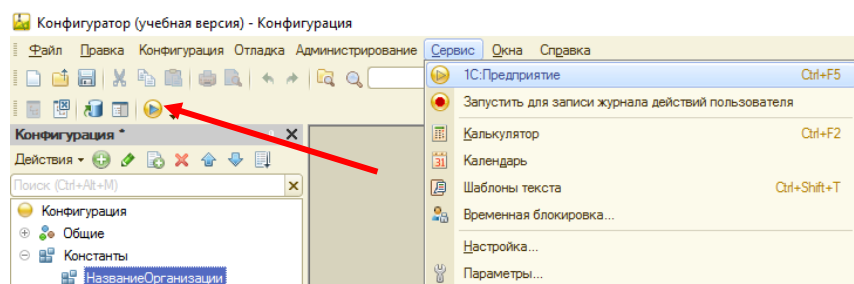 Конфигуратор (учебная версия) - Конфигурация
Файл Правка Конфигурация Отладка Администрирование Сервис Окна Справка
1С:Предприятие Ctrl+F5
Запустить для записи журнала действий пользователя
Конфигурация *
Калькулятор Ctrl+F2
Действия
31 Календарь
Поиск (Ctrl+Alt+M)
Шаблоны текста Ctrl+Shift+T
Конфигурация
Временная блокировка...
Общие
Константы
Настройка...
НазваниеОрганизации
Параметры...